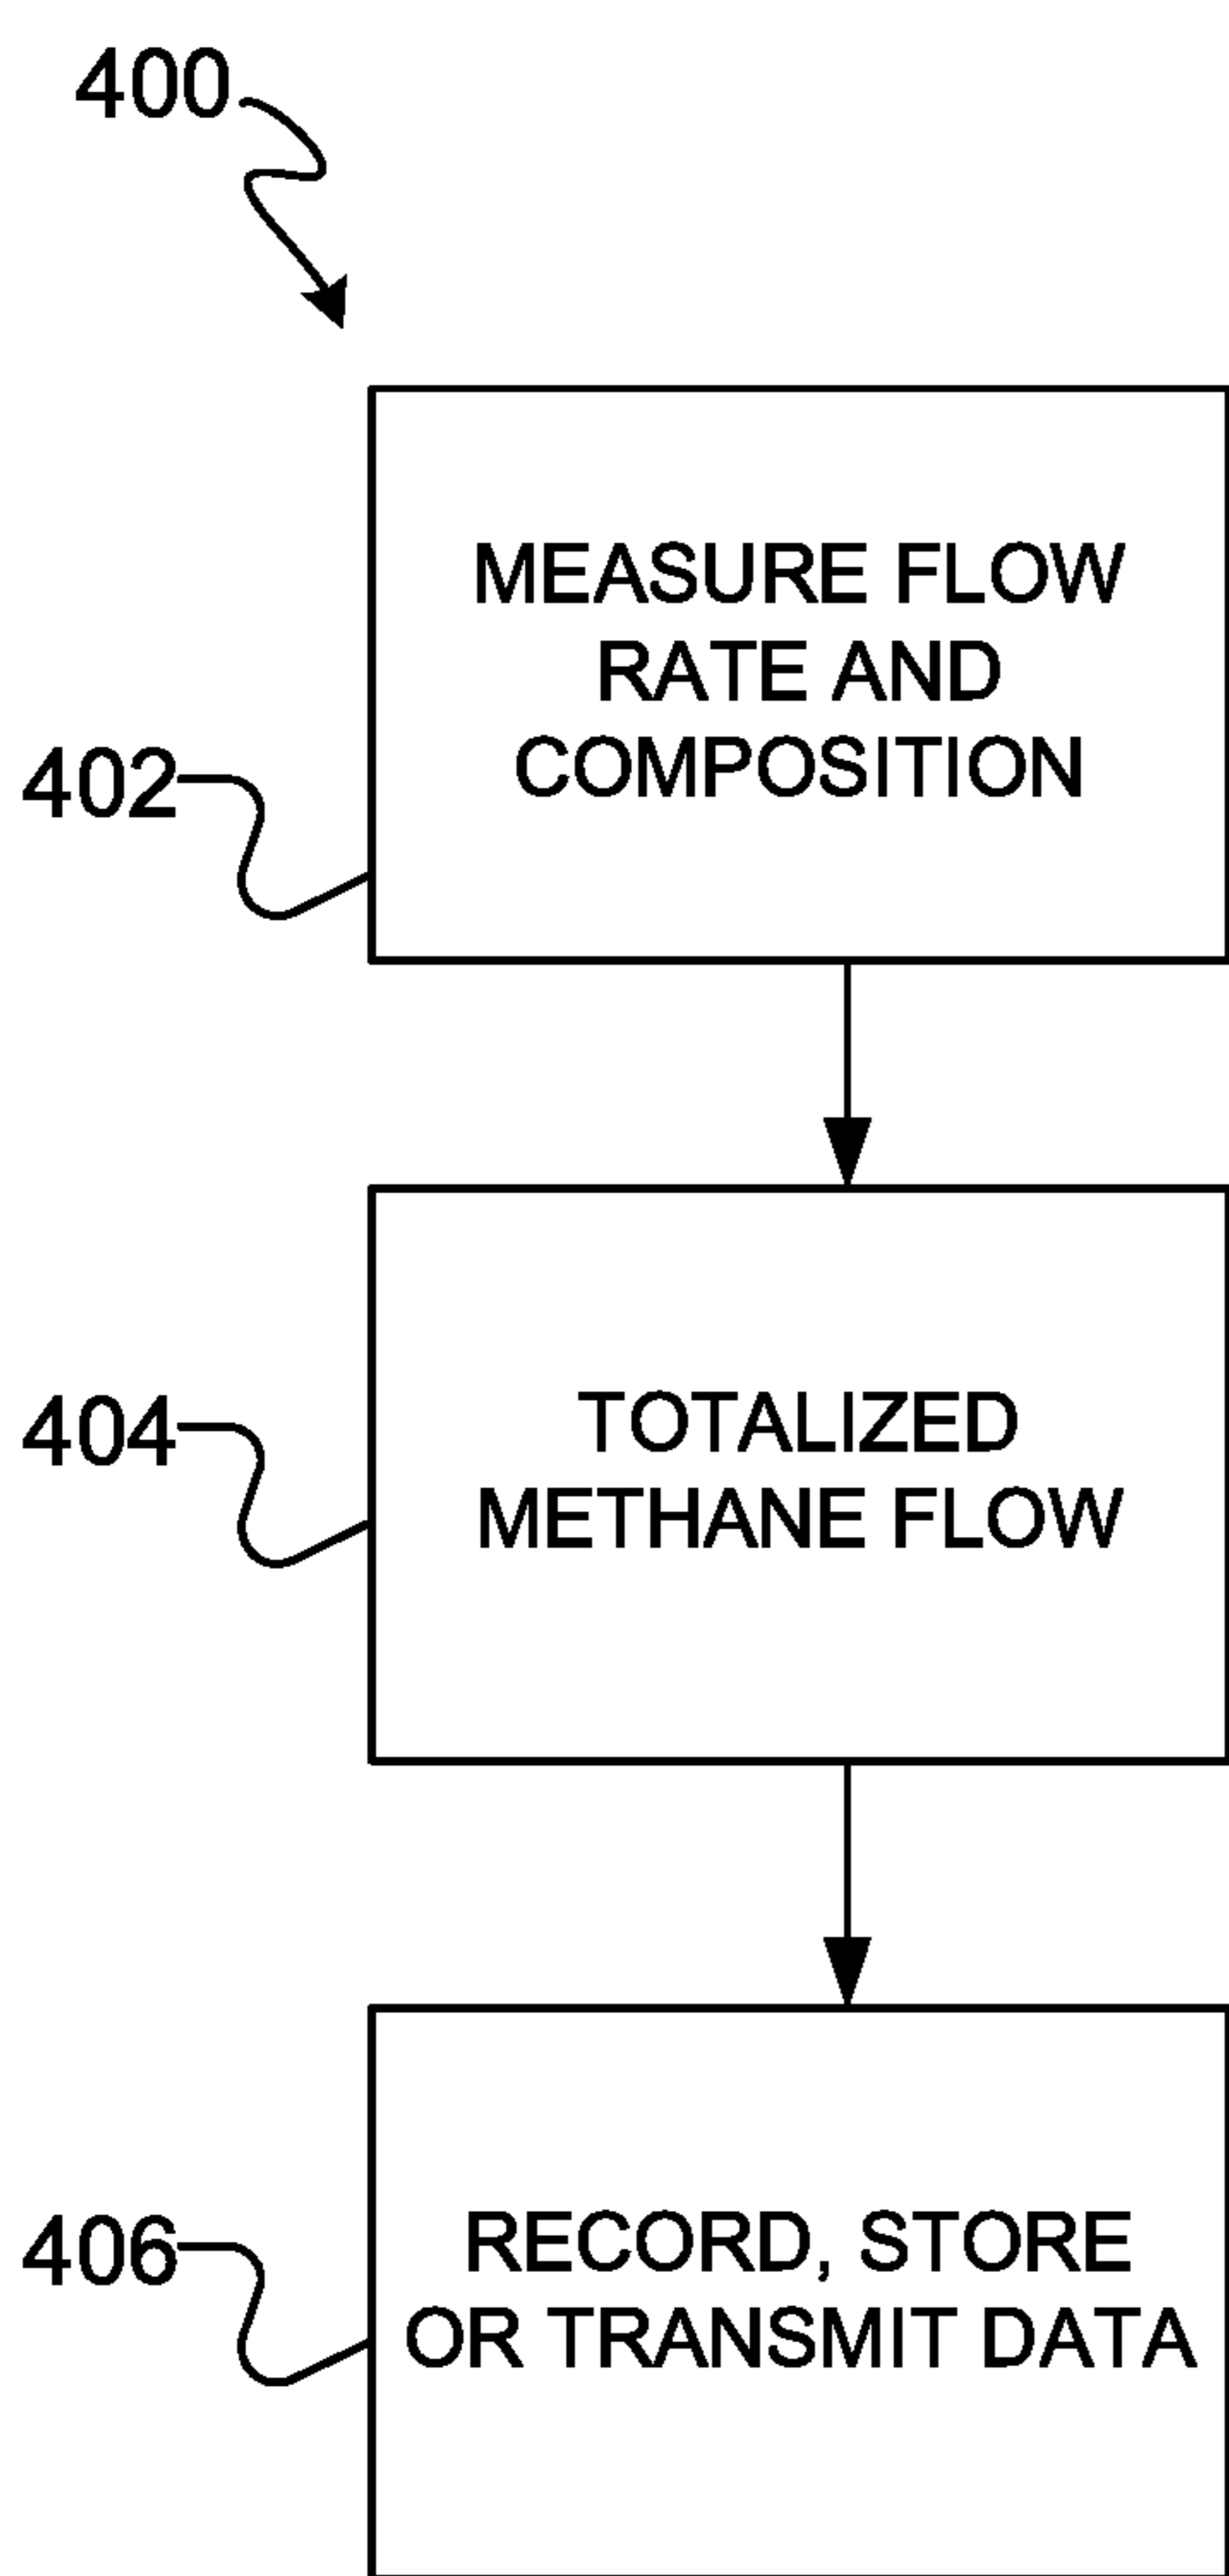 400
MEASURE FLOW
RATE AND
COMPOSITION
402
TOTALIZED
METHANE FLOW
404
RECORD, STORE
OR TRANSMIT DATA
406